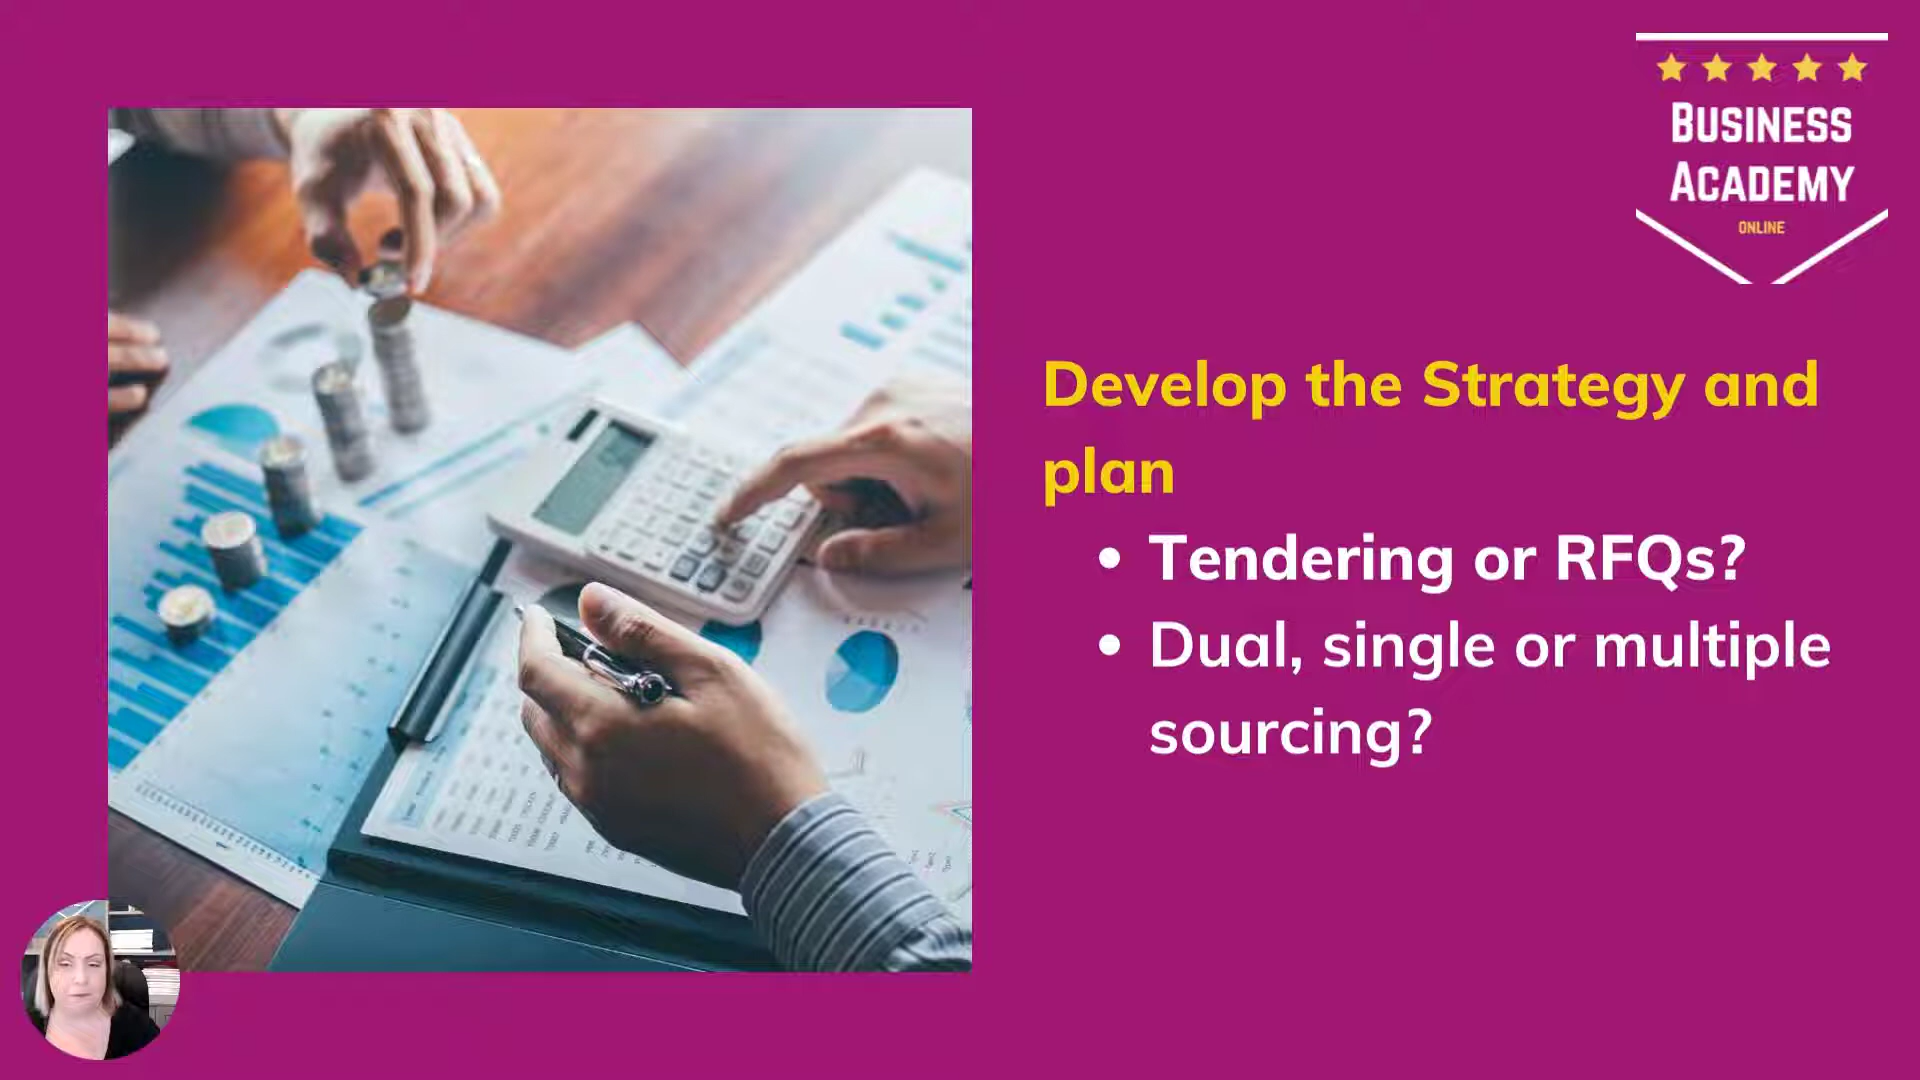 BUSINESS
ACADEMY
ONLINE
Develop the Strategy and
plan
• Tendering or RFQs?
• Dual, single or multiple
sourcing?